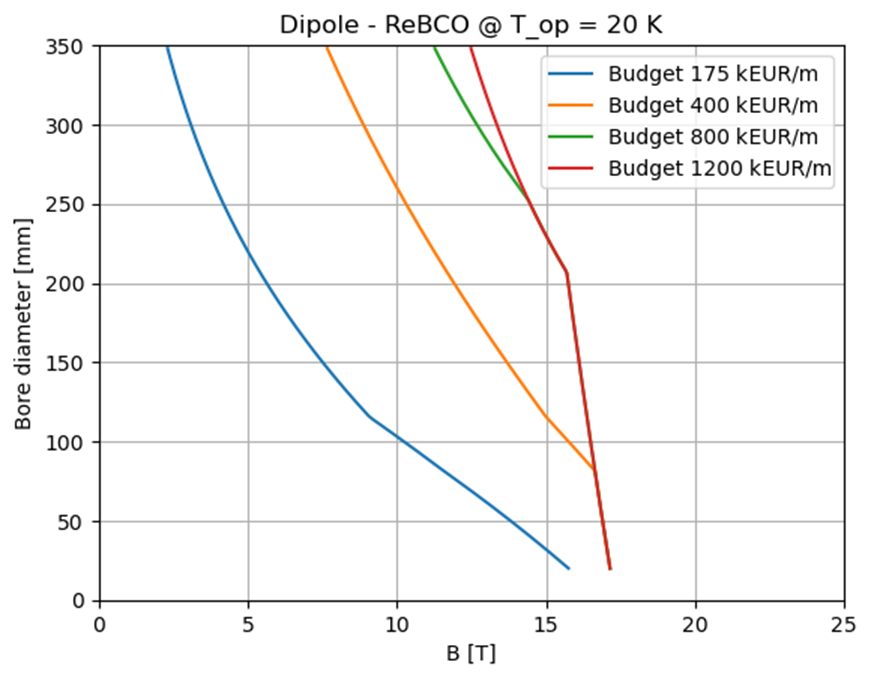 Dipole - ReBCO @ T_op = 20 K
Bore diameter [mm]
350
300
250
200
150
100
50
0
Budget 175 kEUR/m
Budget 400 kEUR/m
Budget 800 kEUR/m
Budget 1200 kEUR/m
0 5 10 15 20 25
B [T]